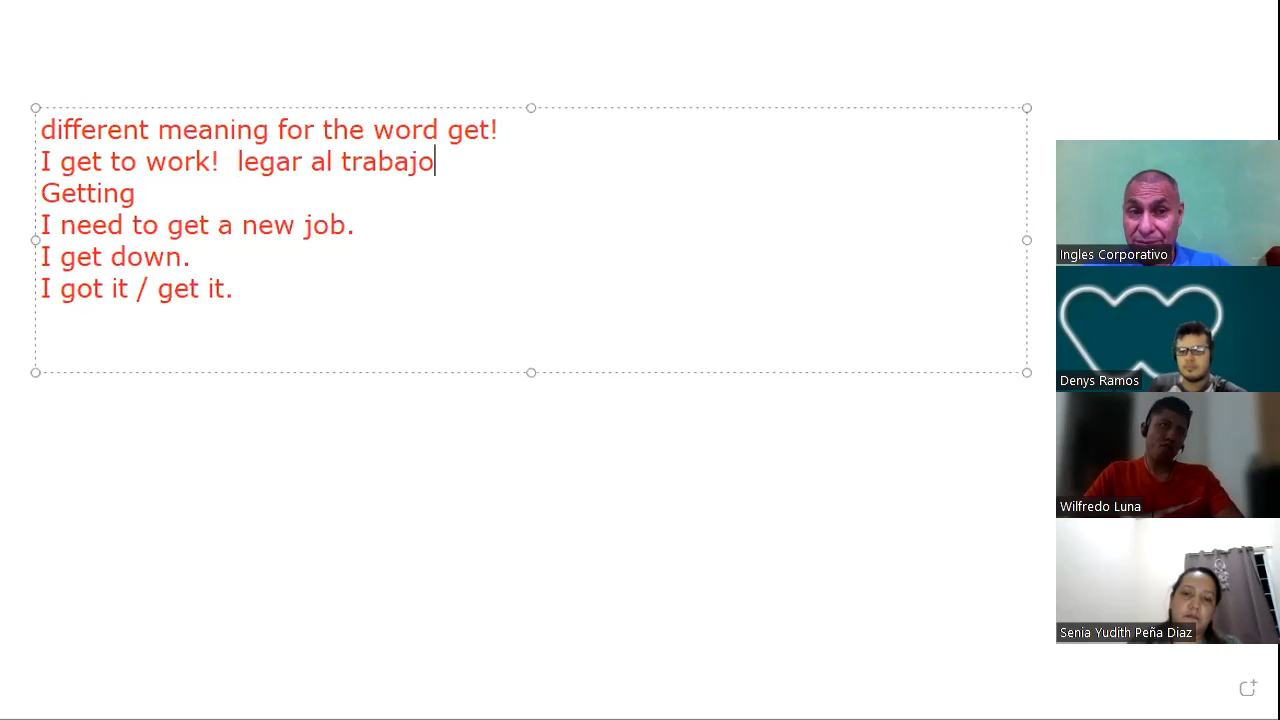 different meaning for the word get!
I get to work!  legar al trabajo
Getting
I need to get a new job.
I get down.
I got it / get it.
Ingles Corporativo
Denys Ramos
Wilfredo Luna
Senia Yudith Peña Diaz